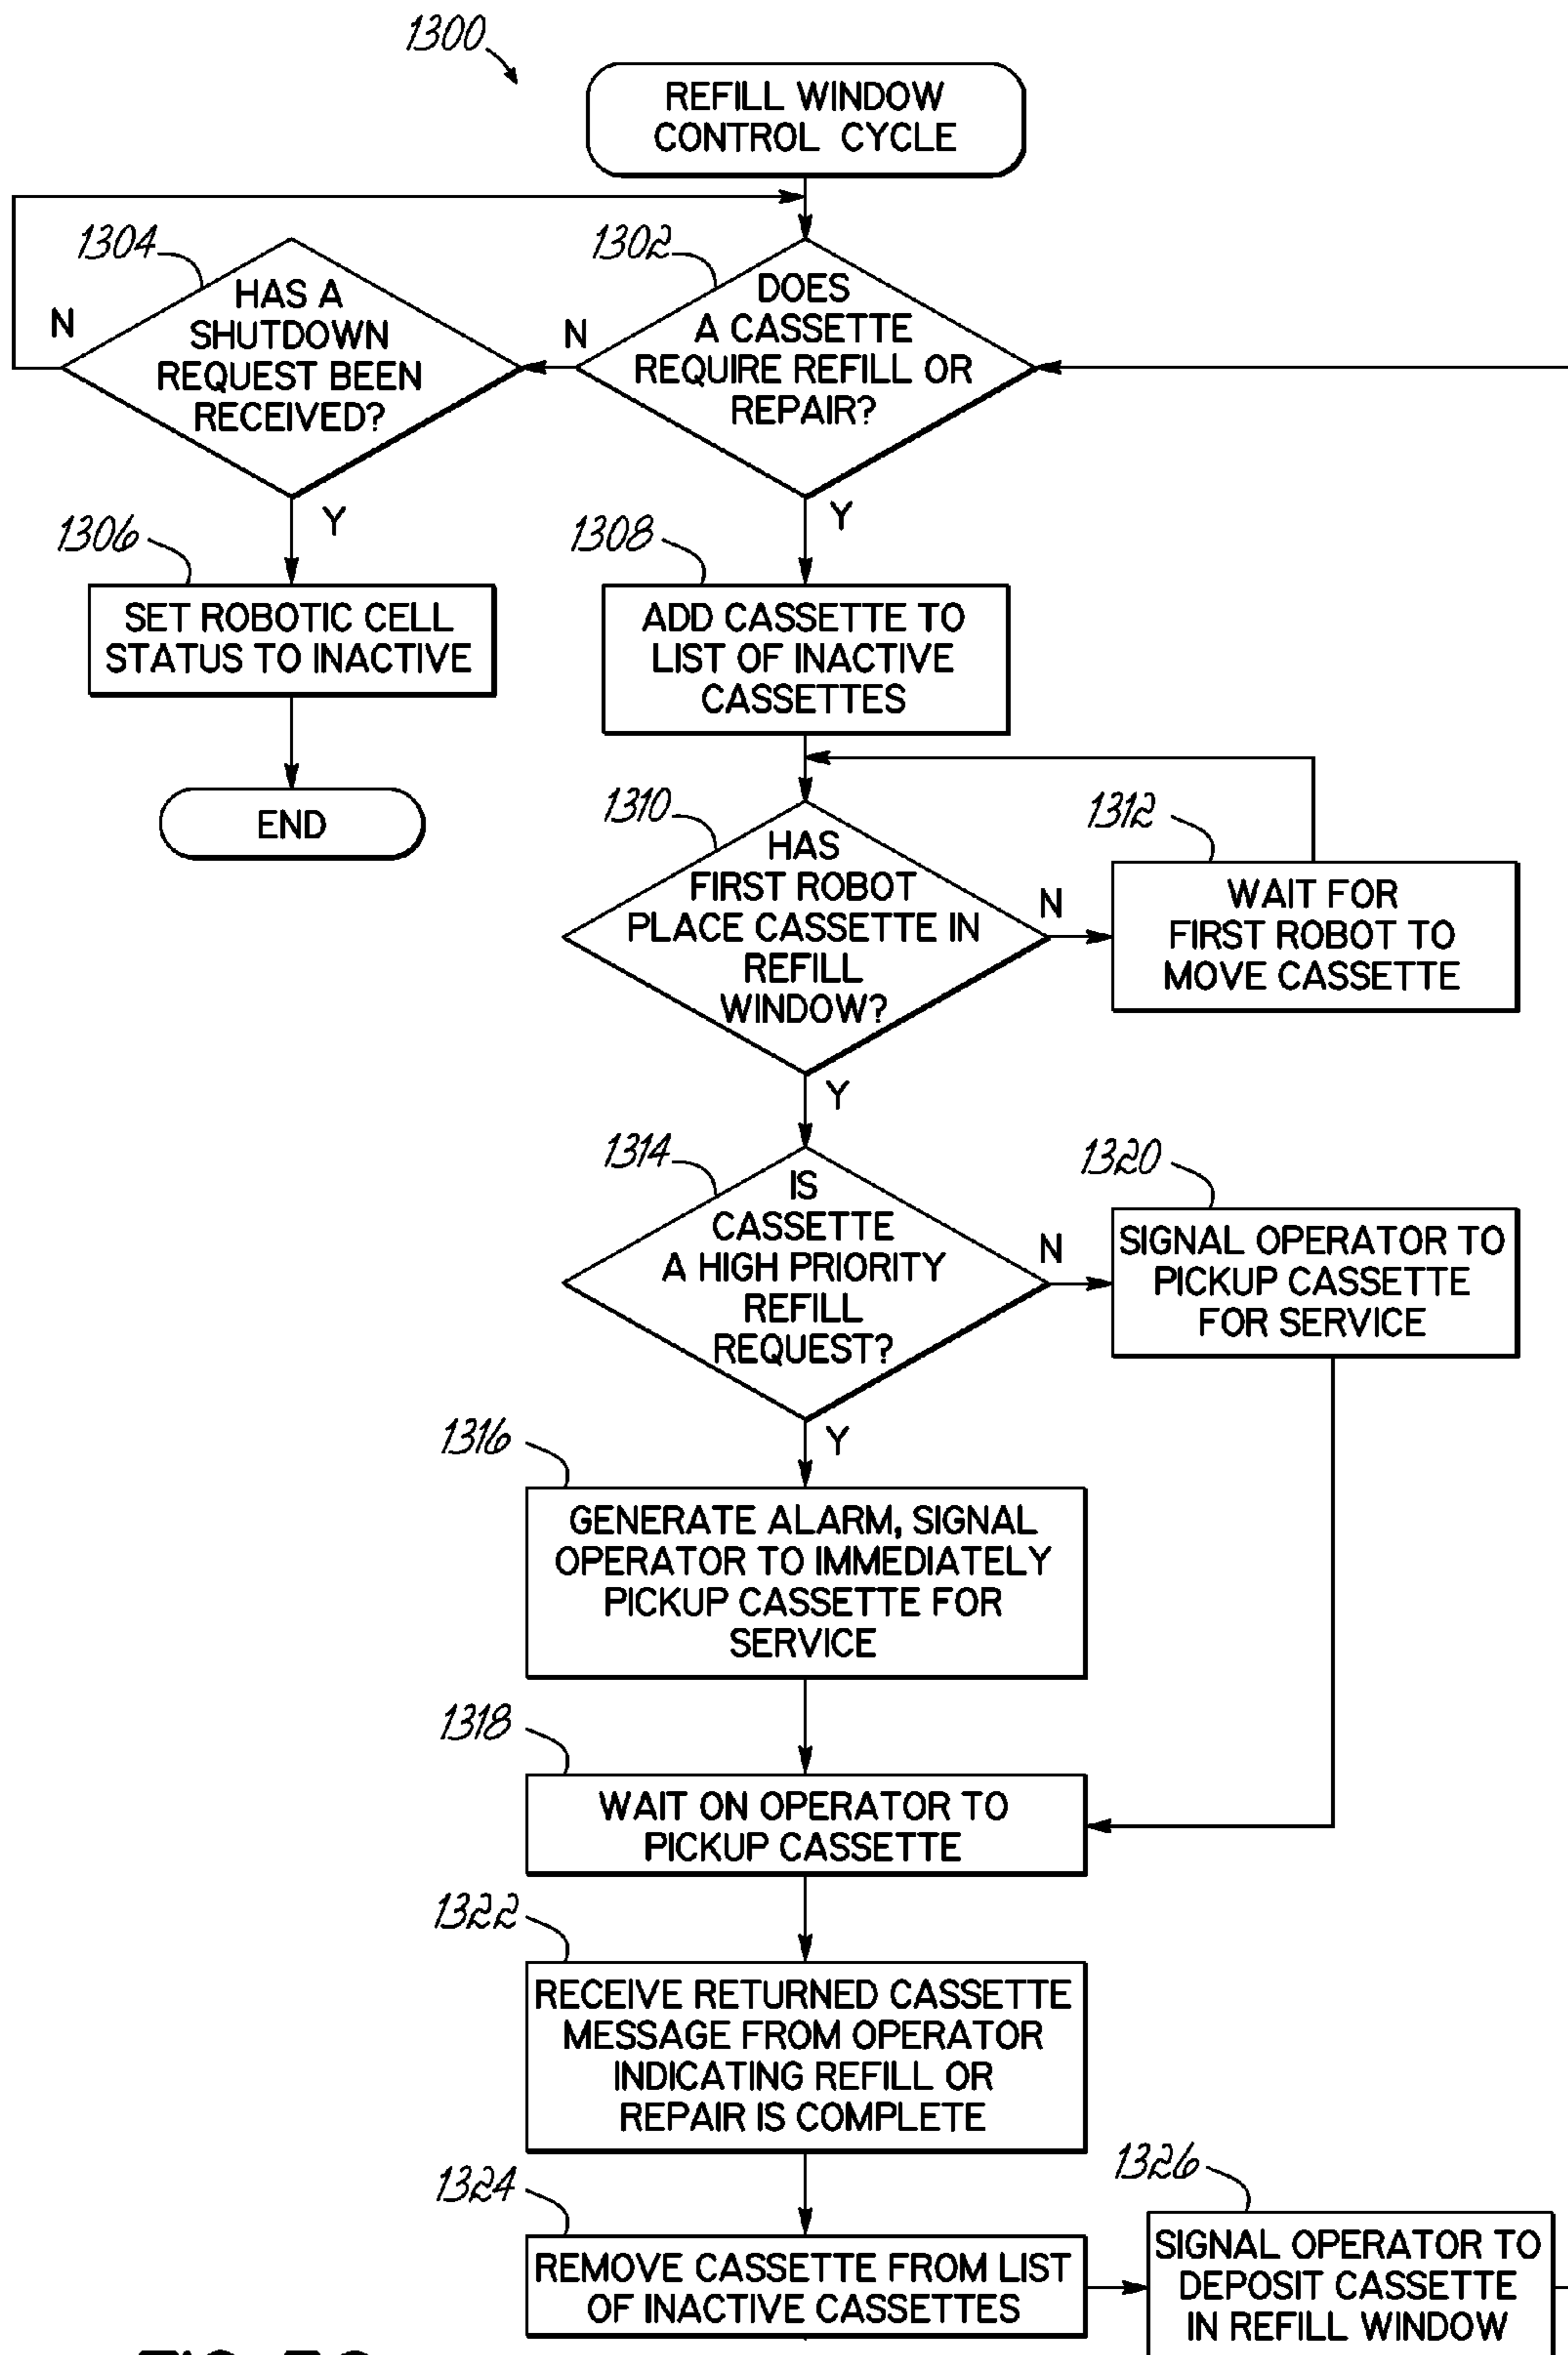 1300
REFILL WINDOW
CONTROL CYCLE
1304
HAS A
SHUTDOWN
REQUEST BEEN
RECEIVED?
N
Y
1302
DOES
A CASSETTE
REQUIRE REFILL OR
REPAIR?
N
Y
1306
SET ROBOTIC CELL
STATUS TO INACTIVE
END
1308
ADD CASSETTE TO
LIST OF INACTIVE
CASSETTES
1310
HAS
FIRST ROBOT
PLACE CASSETTE IN
REFILL
WINDOW?
N
Y
1312
WAIT FOR
FIRST ROBOT TO
MOVE CASSETTE
1314
IS
CASSETTE
A HIGH PRIORITY
REFILL
REQUEST?
N
Y
1320
SIGNAL OPERATOR TO
PICKUP CASSETTE
FOR SERVICE
1316
GENERATE ALARM, SIGNAL
OPERATOR TO IMMEDIATELY
PICKUP CASSETTE FOR
SERVICE
1318
WAIT ON OPERATOR TO
PICKUP CASSETTE
1322
RECEIVE RETURNED CASSETTE
MESSAGE FROM OPERATOR
INDICATING REFILL OR
REPAIR IS COMPLETE
1324
REMOVE CASSETTE FROM LIST
OF INACTIVE CASSETTES
1326
SIGNAL OPERATOR TO
DEPOSIT CASSETTE
IN REFILL WINDOW